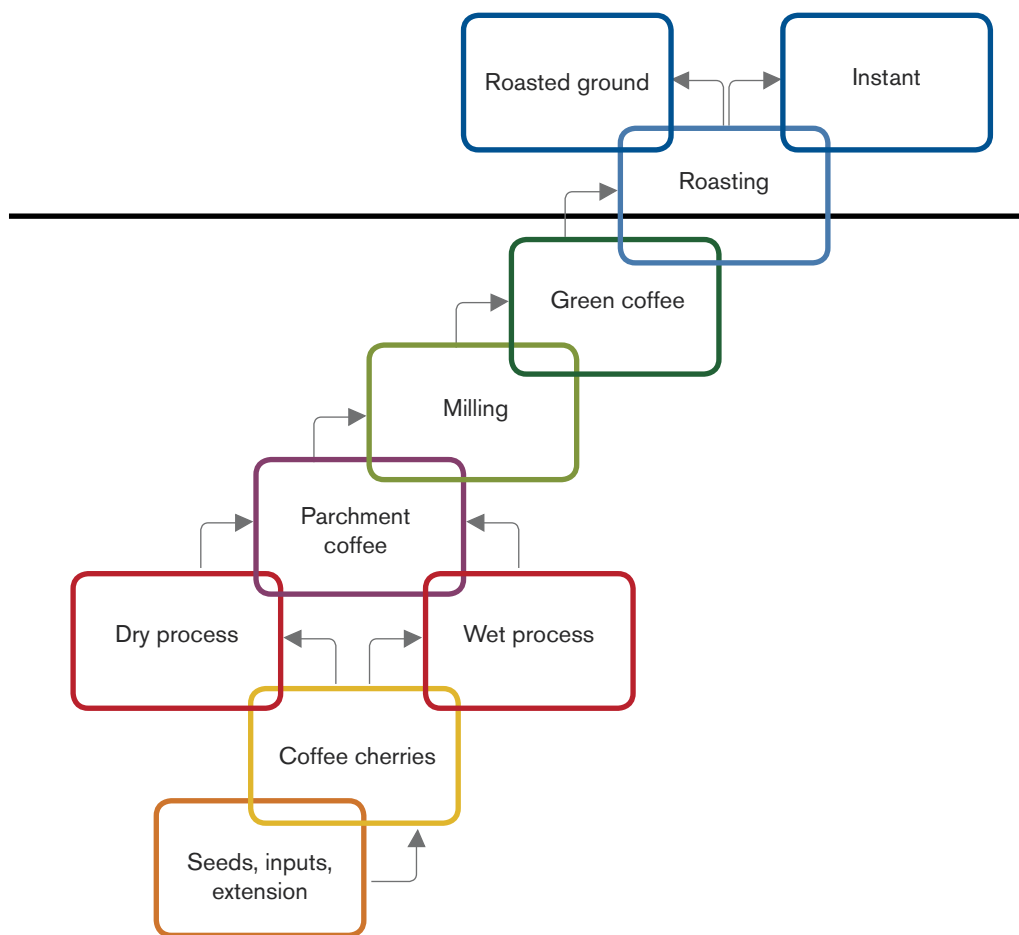 Roasted ground
Instant
Roasting
Green coffee
Milling
Parchment
coffee
Dry process
Wet process
Coffee cherries
Seeds, inputs,
extension